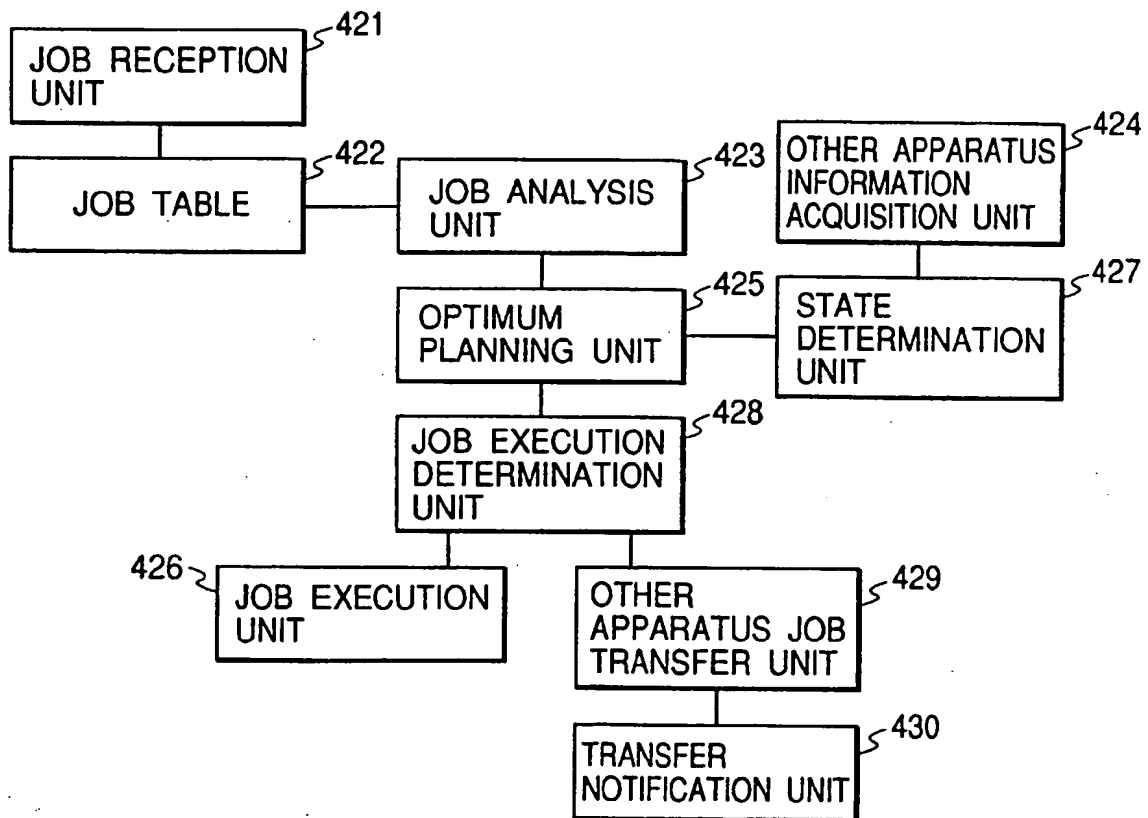 421
JOB RECEPTION
UNIT
422
JOB TABLE
423
JOB ANALYSIS
UNIT
424
OTHER APPARATUS
INFORMATION
ACQUISITION UNIT
425
OPTIMUM
PLANNING UNIT
427
STATE
DETERMINATION
UNIT
428
JOB EXECUTION
DETERMINATION
UNIT
426
JOB EXECUTION
UNIT
429
OTHER
APPARATUS JOB
TRANSFER UNIT
430
TRANSFER
NOTIFICATION UNIT